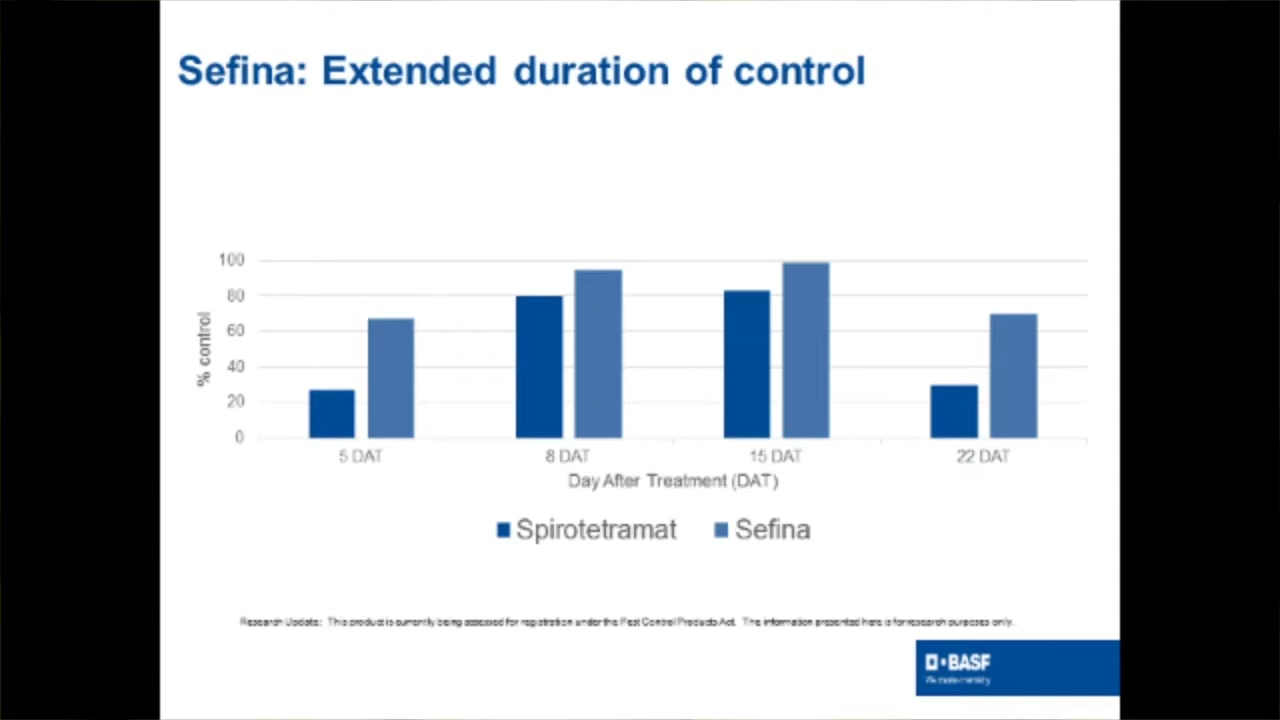 Sefina: Extended duration of control
100
80
60
40
20
0
% control
5 DAT
8 DAT
15 DAT
22 DAT
Day After Treatment (DAT)
Spirotetramat
Sefina
Research Update: This product is currently being assessed for registration under the Pest Control Products Act. The information presented here is for research purposes only.
BASF
We create chemistry